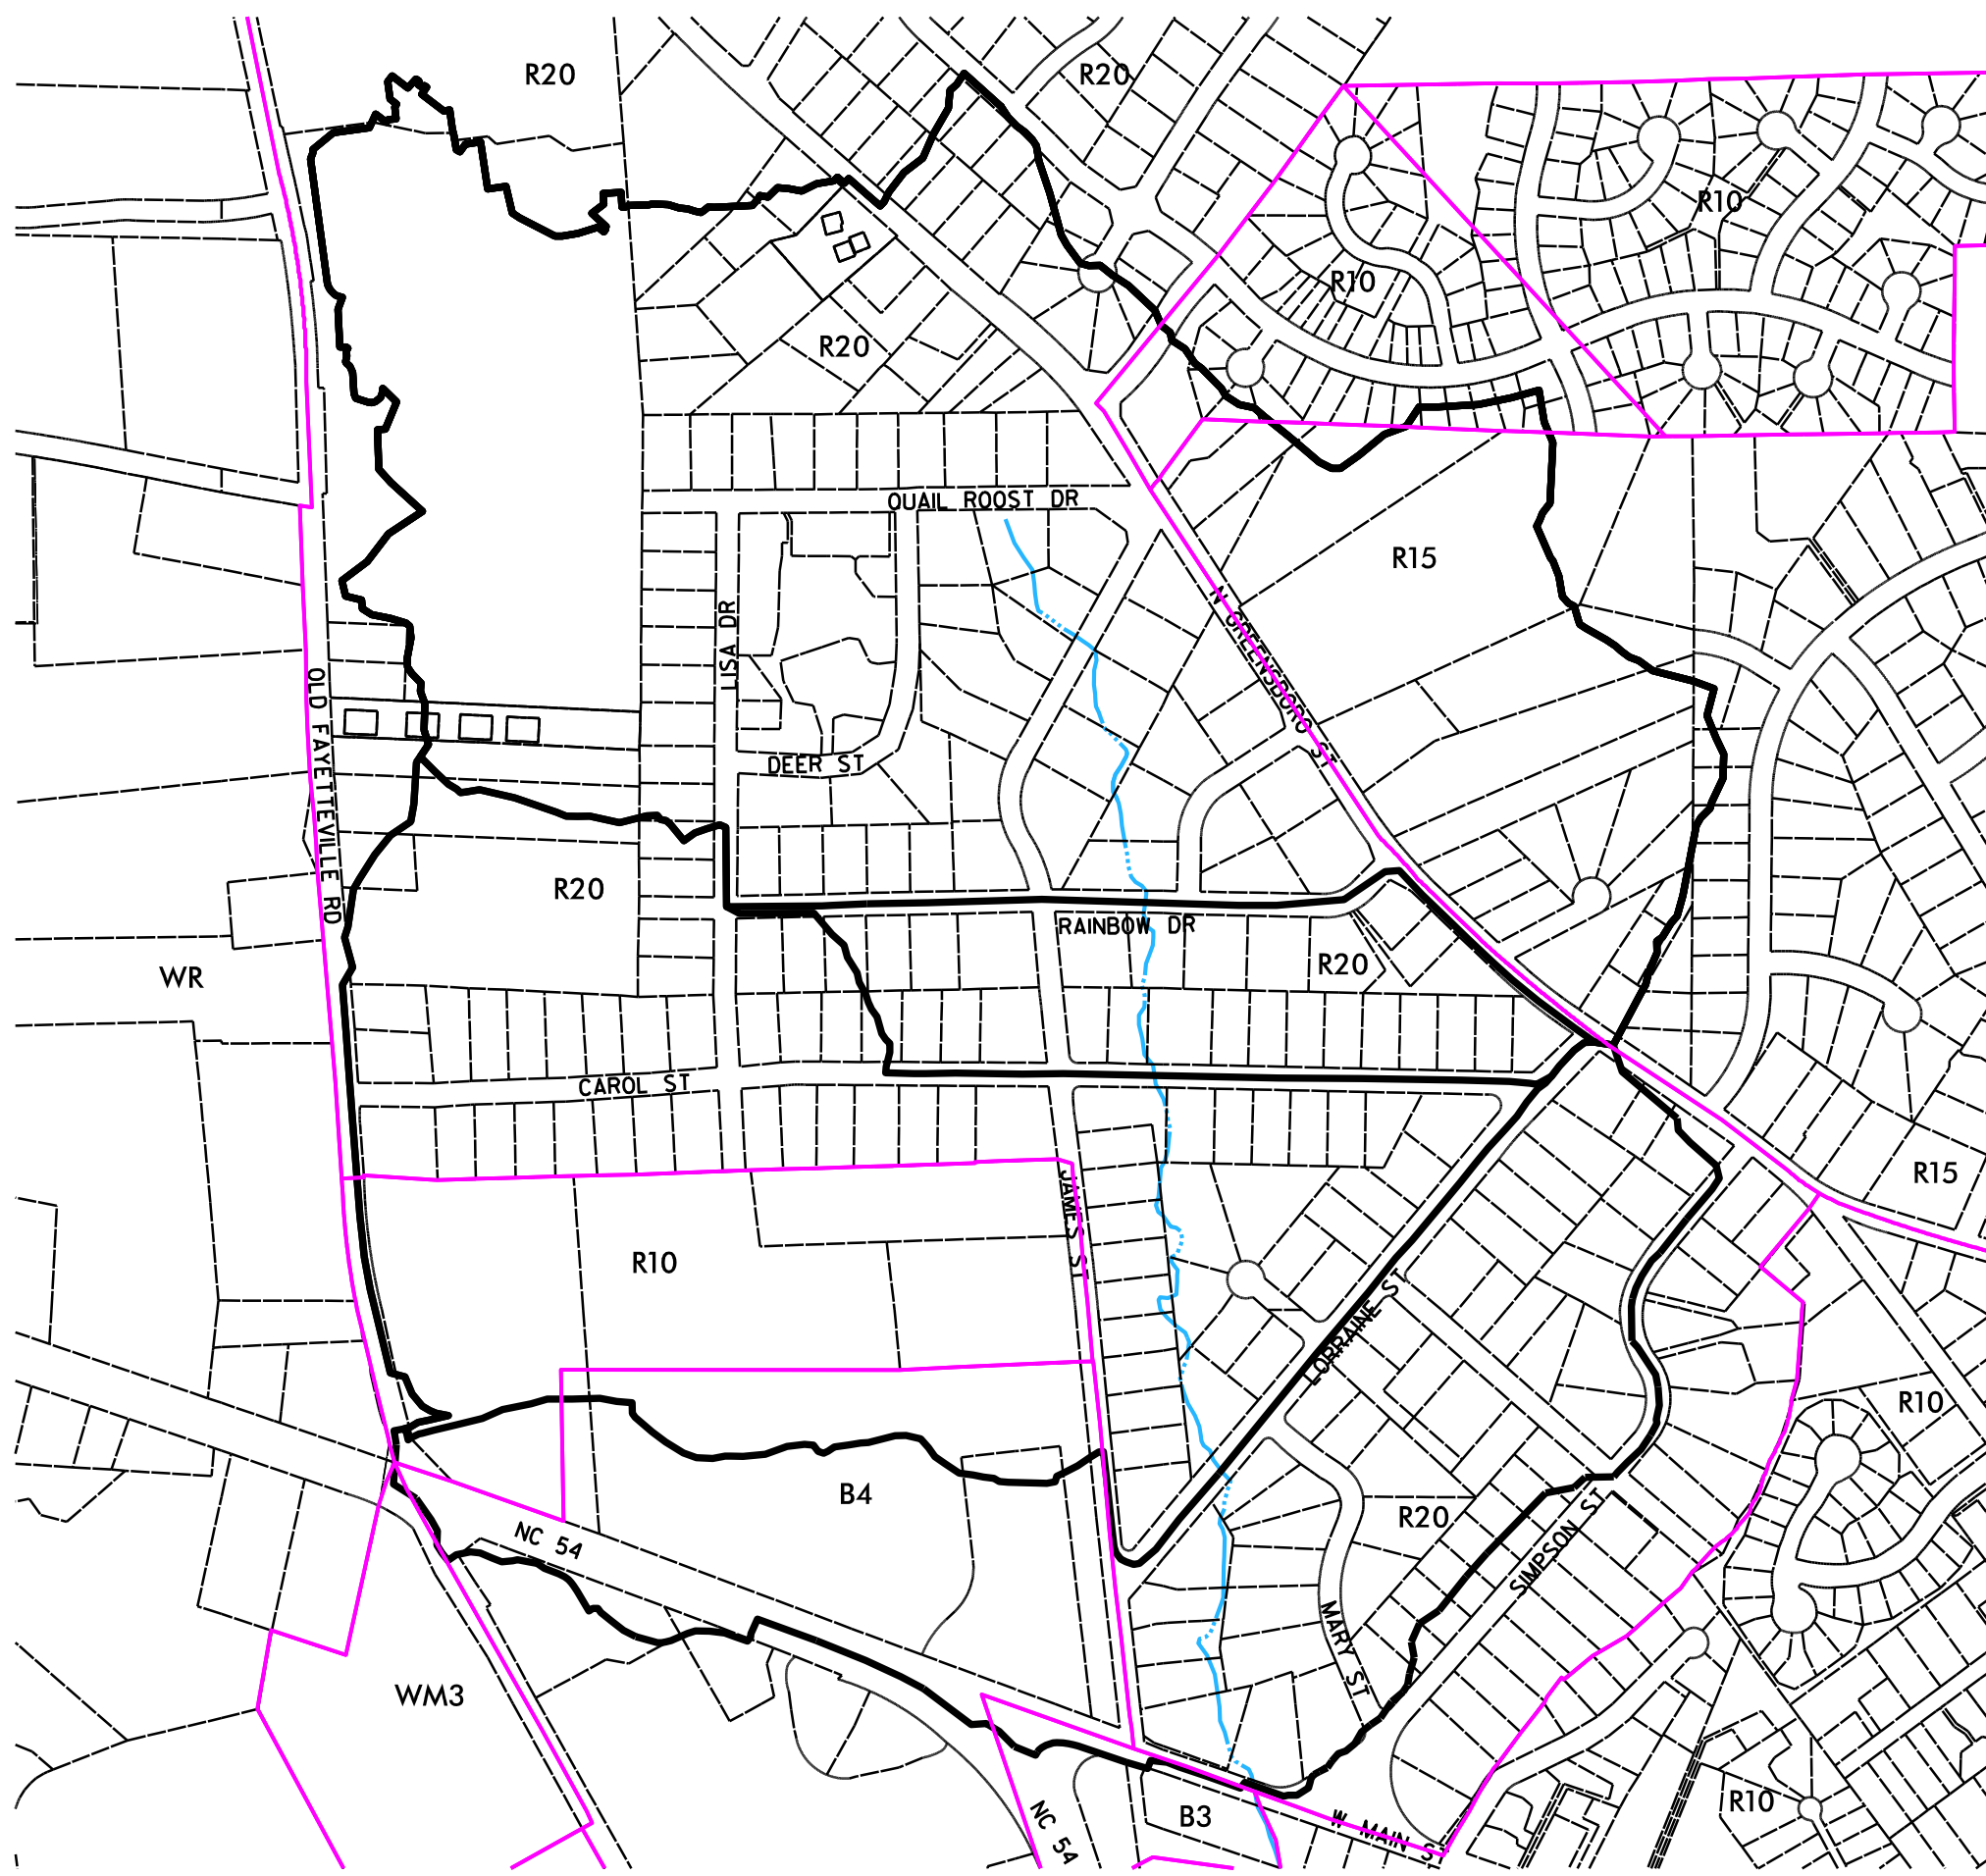 R20
R20
R10
R10
R20
QUAIL ROOST DR
R15
N GREENSBORO ST
LISA DR
OLD FAYETTEVILLE RD
DEER ST
R20
RAINBOW DR
R20
WR
CAROL ST
R15
JAMES ST
R10
LORRAINE ST
R10
B4
R20
NC 54
SIMPSON ST
MARY ST
WM3
R10
B3
NC 54
W MAIN ST